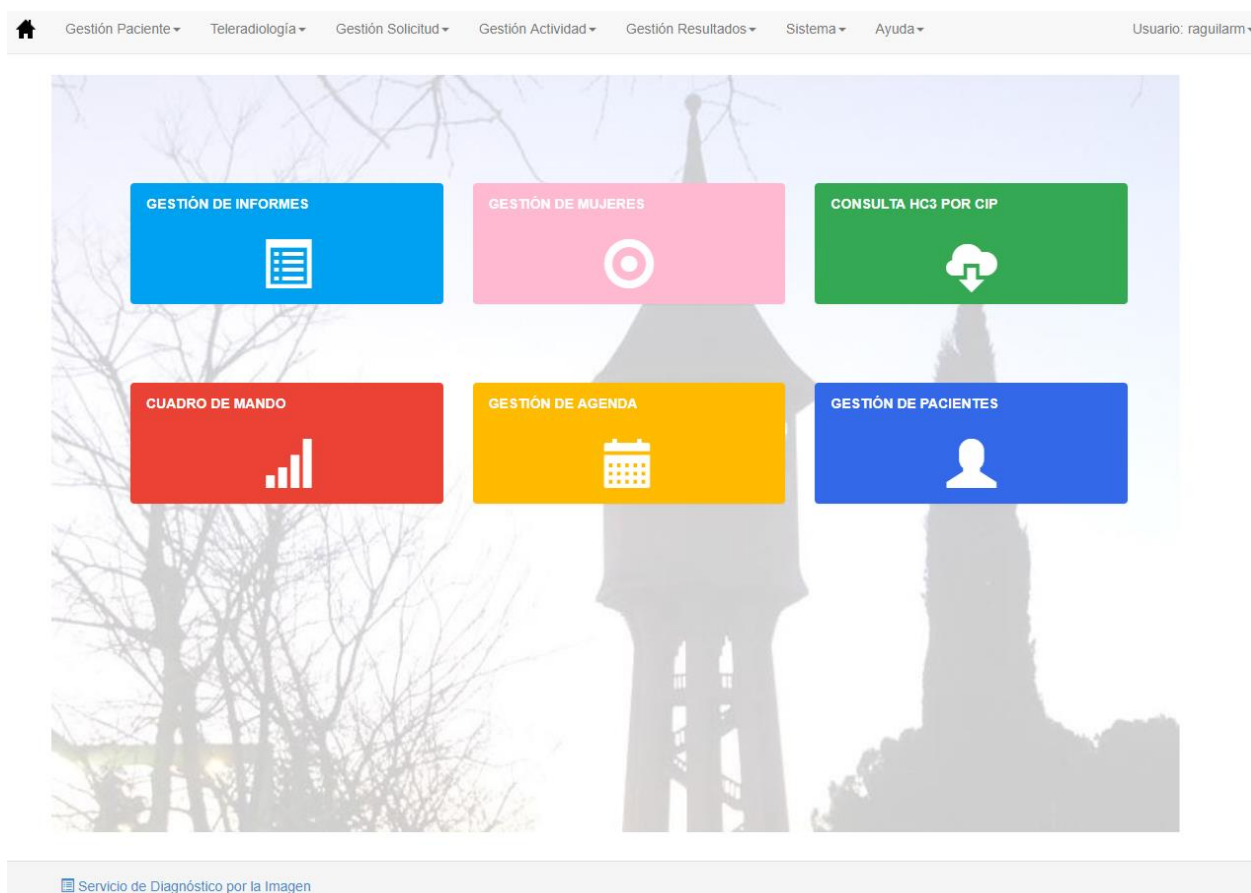 Gestión Paciente Teleradiología Gestión Solicitud Gestión Actividad Gestión Resultados Sistema Ayuda Usuario: raguilarm
GESTIÓN DE INFORMES GESTIÓN DE MUJERES CONSULTA HC3 POR CIP
CUADRO DE MANDO GESTIÓN DE AGENDA GESTIÓN DE PACIENTES
Servicio de Diagnóstico por la Imagen